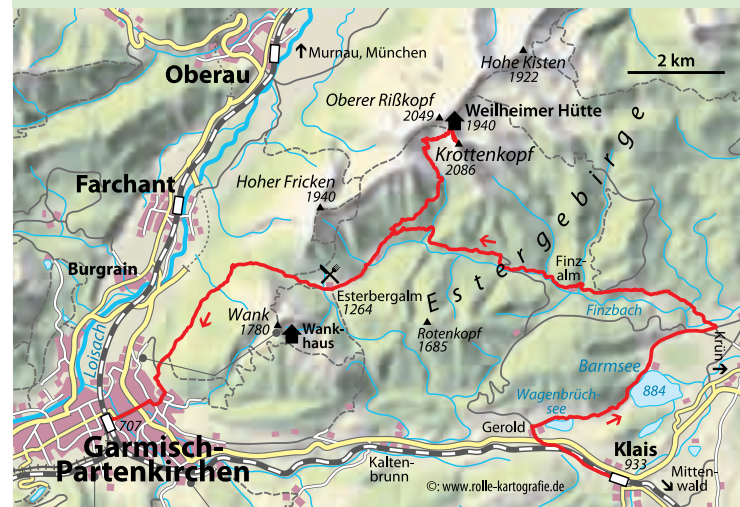 ↑ Murnau, München
Oberau
Hohe Kisten
1922
2 km
Oberer Rißkopf
2049
Weilheimer Hütte
1940
Krottenkopf
2086
Farchant
Hoher Fricken
1940
Estergebirge
Burgrain
Finz-
alm
Esterbergalm
1264
Finzbach
Wank
1780
Wank-
haus
Rotenkopf
1685
Loisach
Krün →
Barmsee
884
Wagenbrüch-
see
707
Gerold
Garmisch-
Partenkirchen
Klais
933
Kalten-
brunn
Mitten-
wald
©: www.rolle-kartografie.de